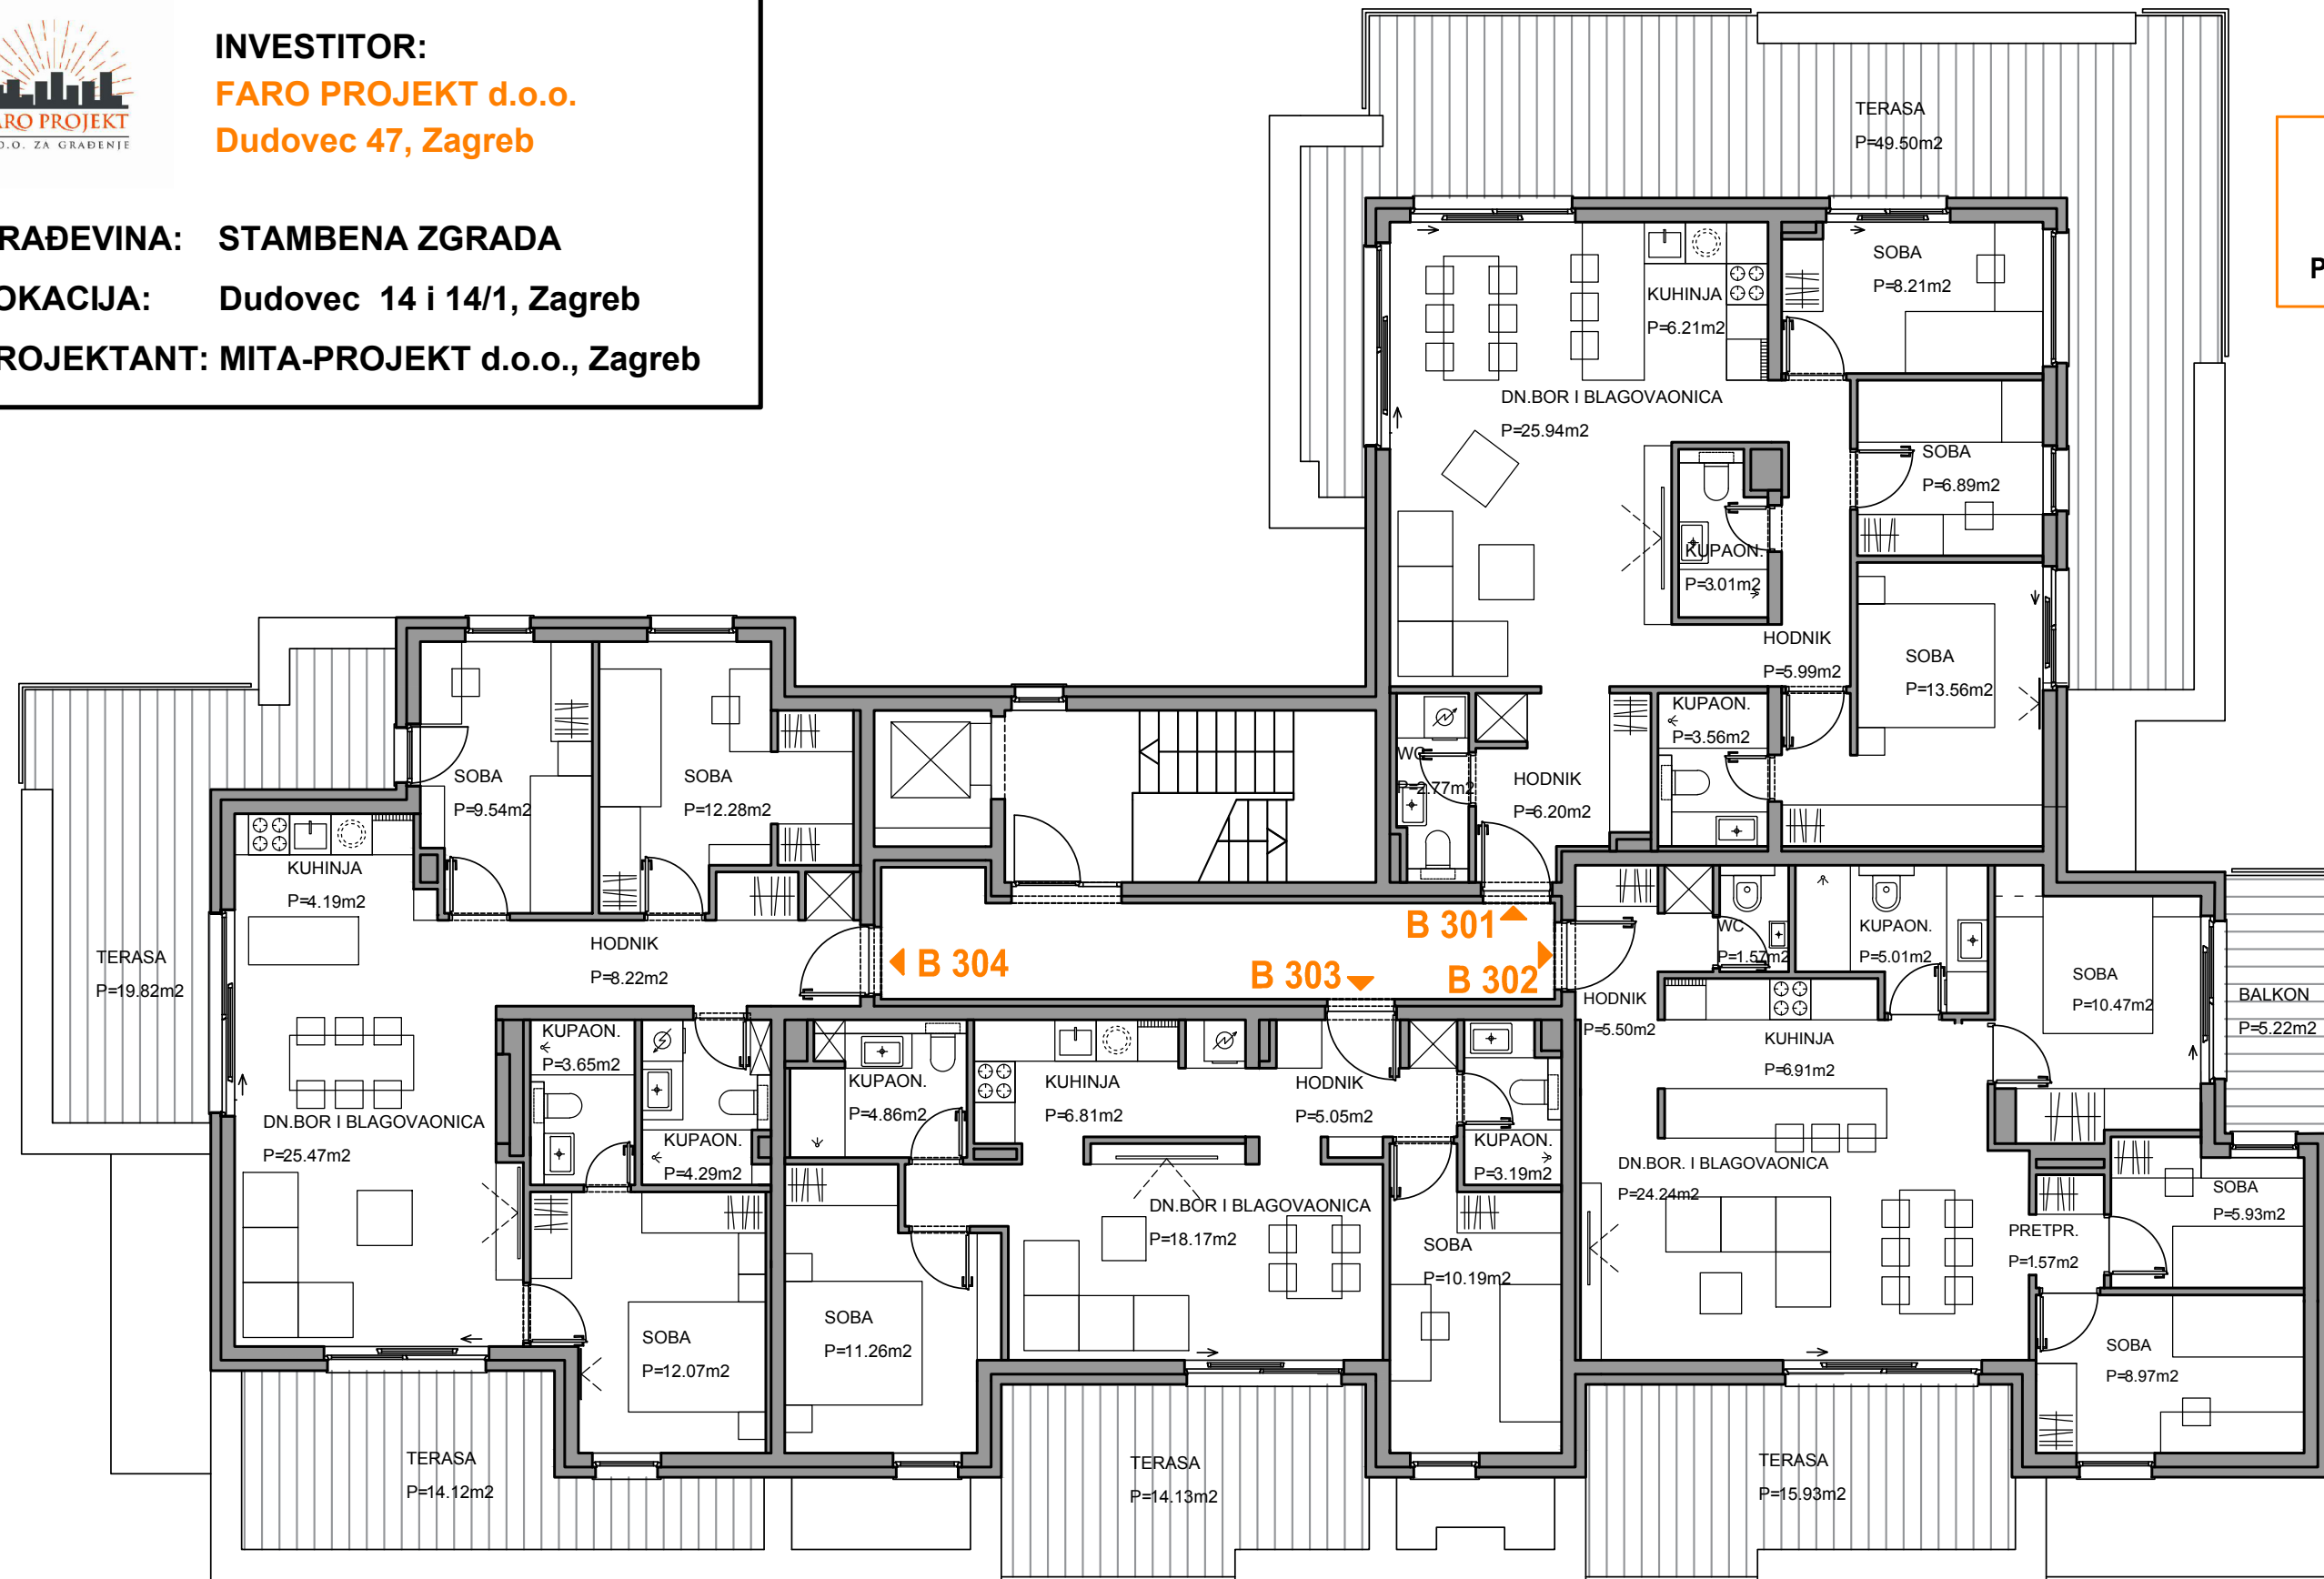 INVESTITOR:
FARO PROJEKT d.o.o.
Dudovec 47, Zagreb
ARO PROJEKT
O.O. ZA GRAĐENJE
RAĐEVINA: STAMBENA ZGRADA
OKACIJA: Dudovec 14 i 14/1, Zagreb
ROJEKTANT: MITA-PROJEKT d.o.o., Zagreb
P
TERASA
P=49.50m2
SOBA
P=8.21m2
KUHINJA
P=6.21m2
DN.BOR I BLAGOVAONICA
P=25.94m2
SOBA
P=6.89m2
KUPAON.
P=3.01m2
HODNIK
P=5.99m2
SOBA
P=13.56m2
KUPAON.
P=3.56m2
WC
P=2.77m2
HODNIK
P=6.20m2
B 301
B 302
B 303
B 304
SOBA
P=9.54m2
SOBA
P=12.28m2
KUHINJA
P=4.19m2
HODNIK
P=8.22m2
TERASA
P=19.82m2
KUPAON.
P=3.65m2
KUPAON.
P=4.29m2
DN.BOR I BLAGOVAONICA
P=25.47m2
SOBA
P=12.07m2
TERASA
P=14.12m2
KUPAON.
P=4.86m2
KUHINJA
P=6.81m2
HODNIK
P=5.05m2
KUPAON.
P=3.19m2
DN.BOR I BLAGOVAONICA
P=18.17m2
SOBA
P=11.26m2
SOBA
P=10.19m2
TERASA
P=14.13m2
WC
P=1.57m2
KUPAON.
P=5.01m2
HODNIK
P=5.50m2
SOBA
P=10.47m2
BALKON
P=5.22m2
KUHINJA
P=6.91m2
DN.BOR. I BLAGOVAONICA
P=24.24m2
SOBA
P=5.93m2
PRETPR.
P=1.57m2
SOBA
P=8.97m2
TERASA
P=15.93m2